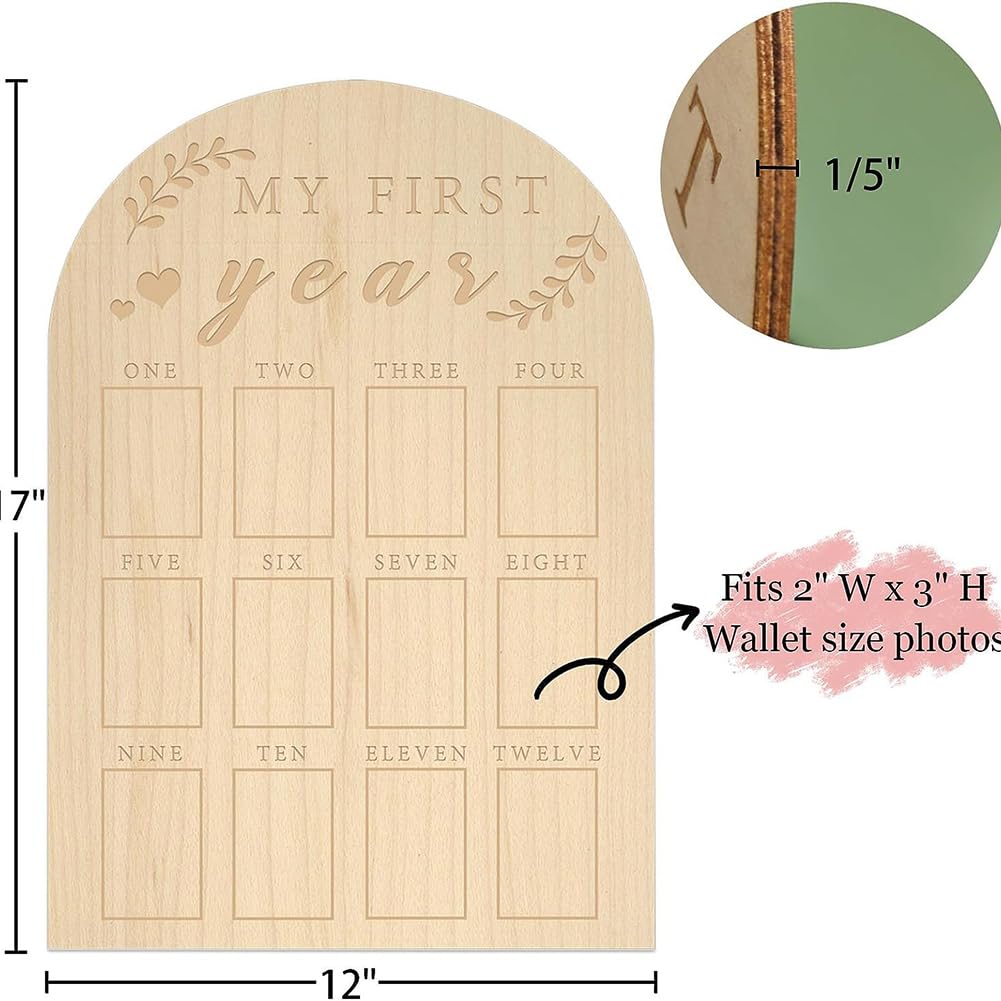 MY FIRST
year
ONE TWO THREE FOUR
FIVE SIX SEVEN EIGHT
NINE TEN ELEVEN TWELVE
17"
12"
1/5"
Fits 2" W x 3" H
Wallet size photos